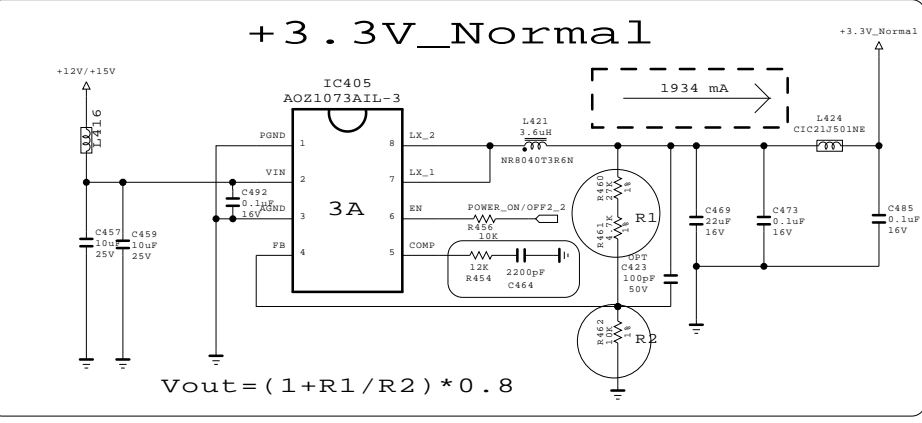 +3.3V_Normal
+3.3V_Normal
+12V/+15V
L416
IC405
AOZ1073AIL-3
1934 mA
L421
3.6uH
NR8040T3R6N
L424
CIC21J501NE
PGND
1
8
LX_2
VIN
2
7
LX_1
3A
AGND
3
6
EN
FB
4
5
COMP
C492
0.1uF
16V
POWER_ON/OFF2_2
R456
10K
12K
R454
2200pF
C464
C457
10uF
25V
C459
10uF
25V
R460
27K
1%
R461
4.7K
1%
R1
OPT
C423
100pF
50V
C469
22uF
16V
C473
0.1uF
16V
C485
0.1uF
16V
R462
10K
1%
R2
Vout=(1+R1/R2)*0.8